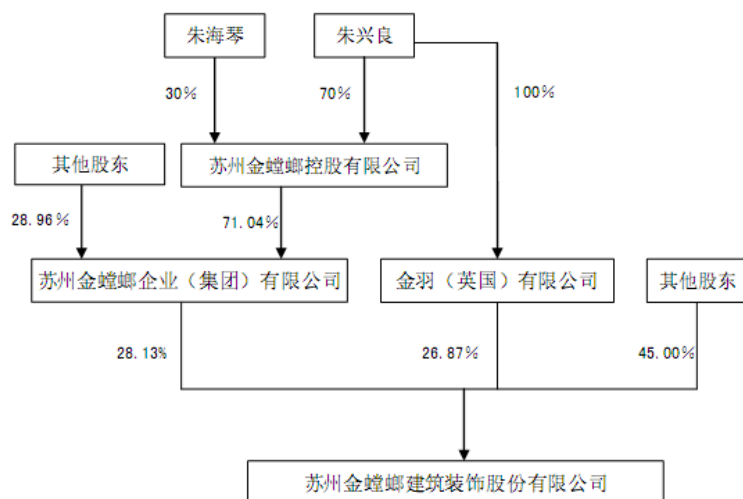 朱海琴
朱兴良
30%
70%
100%
其他股东
苏州金螳螂控股有限公司
28.96%
71.04%
苏州金螳螂企业（集团）有限公司
金羽（英国）有限公司
其他股东
28.13%
26.87%
45.00%
苏州金螳螂建筑装饰股份有限公司